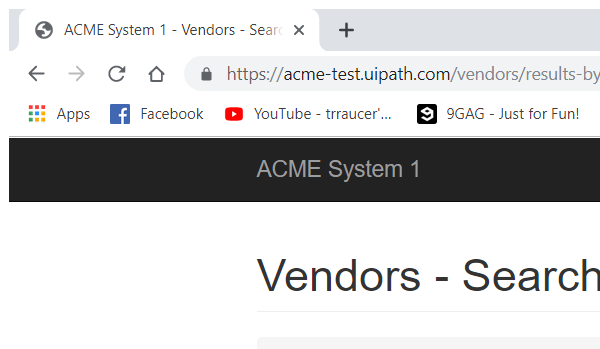 ACME System 1 - Vendors - Searc
https://acme-test.uipath.com/vendors/results-by
Apps Facebook YouTube - trraucer'... 9GAG - Just for Fun!
ACME System 1
Vendors - Search